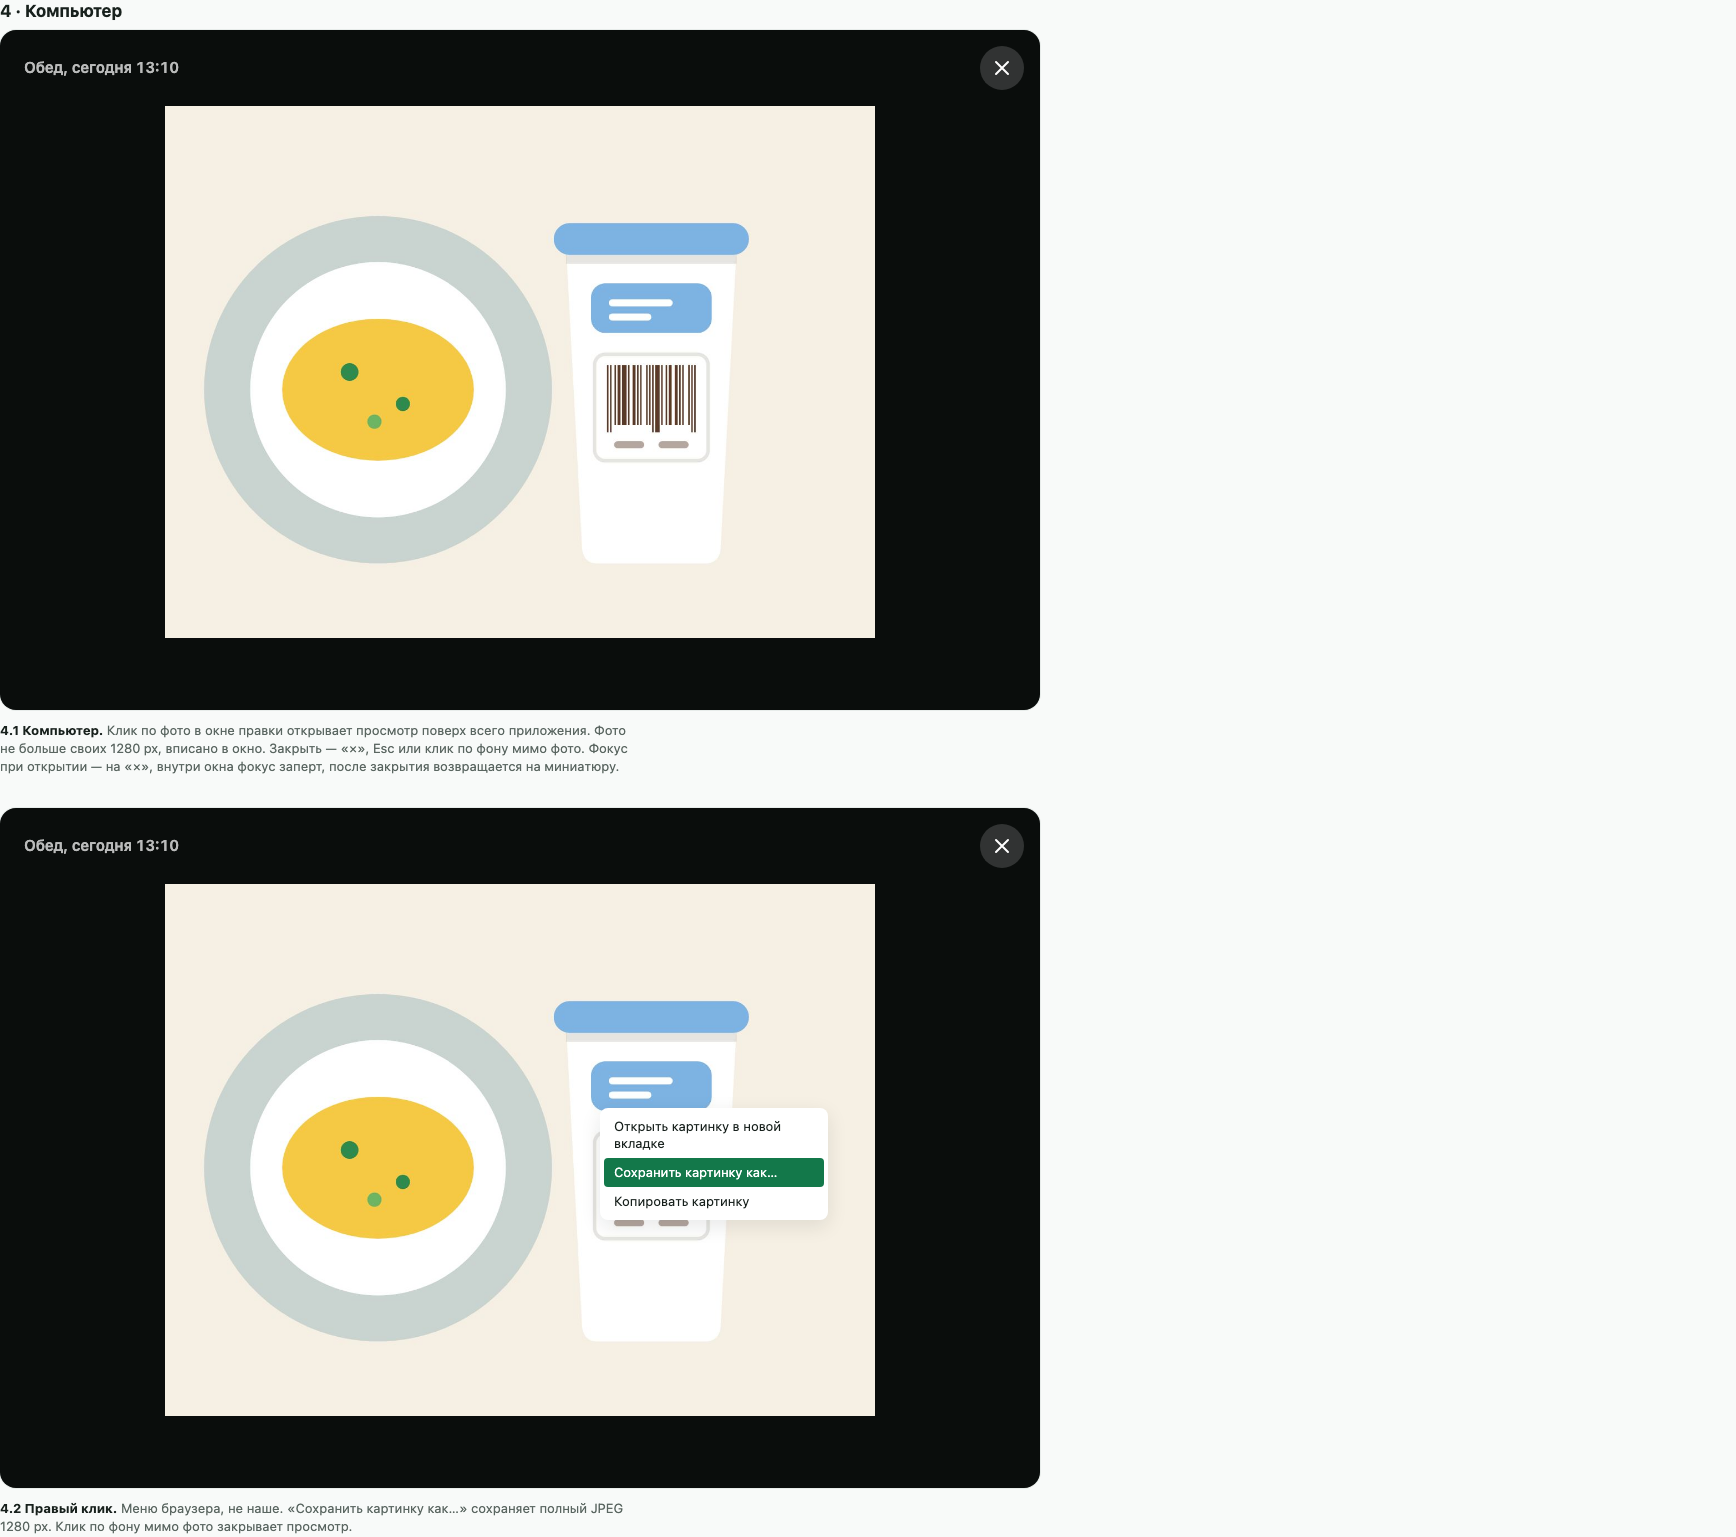 4 · Компьютер
Обед, сегодня 13:10
4.1 Компьютер. Клик по фото в окне правки открывает просмотр поверх всего приложения. Фото
не больше своих 1280 px, вписано в окно. Закрыть — «×», Esc или клик по фону мимо фото. Фокус
при открытии — на «×», внутри окна фокус заперт, после закрытия возвращается на миниатюру.
Обед, сегодня 13:10
Открыть картинку в новой
вкладке
Сохранить картинку как…
Копировать картинку
4.2 Правый клик. Меню браузера, не наше. «Сохранить картинку как…» сохраняет полный JPEG
1280 px. Клик по фону мимо фото закрывает просмотр.